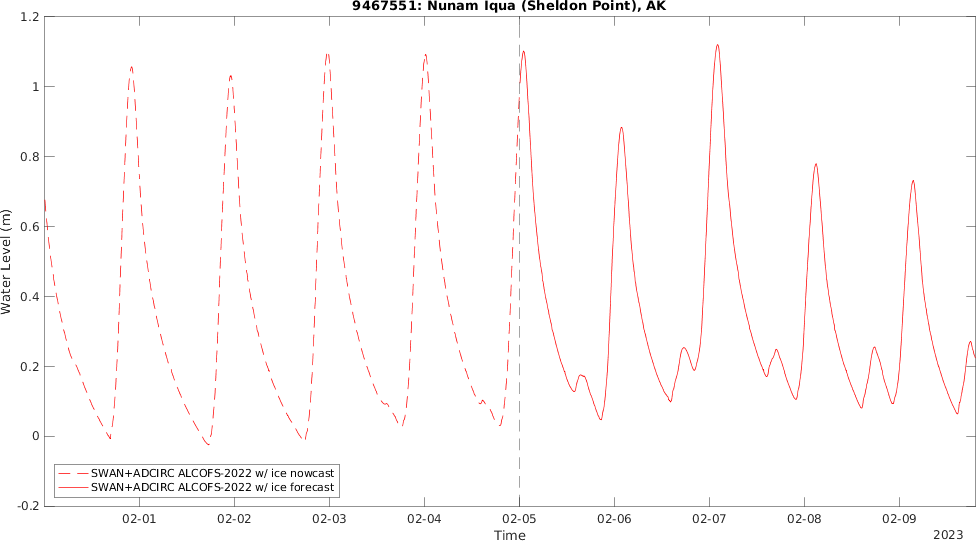 9467551: Nunam Iqua (Sheldon Point), AK
1.2
1
0.8
0.6
0.4
0.2
0
-0.2
Water Level (m)
SWAN+ADCIRC ALCOFS-2022 w/ ice nowcast
SWAN+ADCIRC ALCOFS-2022 w/ ice forecast
02-01 02-02 02-03 02-04 02-05 02-06 02-07 02-08 02-09
Time
2023